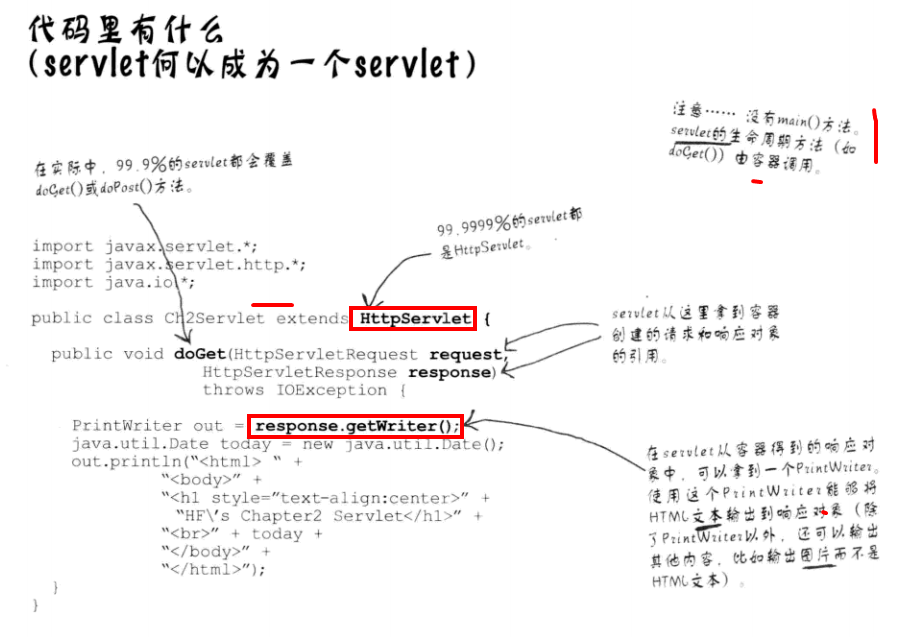 代码里有什么
(servlet何以成为一个servlet)
注意…… 没有main()方法。
servlet的生命周期方法（如
doGet()）由容器调用。
在实际中，99.9%的servlet都会覆盖
doGet()或doPost()方法。
99.9999%的servlet都
是HttpServlet。
import javax.servlet.*;
import javax.servlet.http.*;
import java.io.*;
public class Ch2Servlet extends HttpServlet {
servlet从这里拿到容器
创建的请求和响应对象
的引用。
public void doGet(HttpServletRequest request,
HttpServletResponse response)
throws IOException {
PrintWriter out = response.getWriter();
java.util.Date today = new java.util.Date();
out.println(“<html> “ +
“<body>” +
“<h1 style=”text-align:center>” +
“HF\’s Chapter2 Servlet</h1>” +
“<br>” + today +
“</body>” +
“</html>”);
}
}
在servlet从容器得到的响应对
象中，可以拿到一个PrintWriter。
使用这个PrintWriter能够将
HTML文本输出到响应对象（除
了PrintWriter以外，还可以输出
其他内容，比如输出图片而不是
HTML文本）。